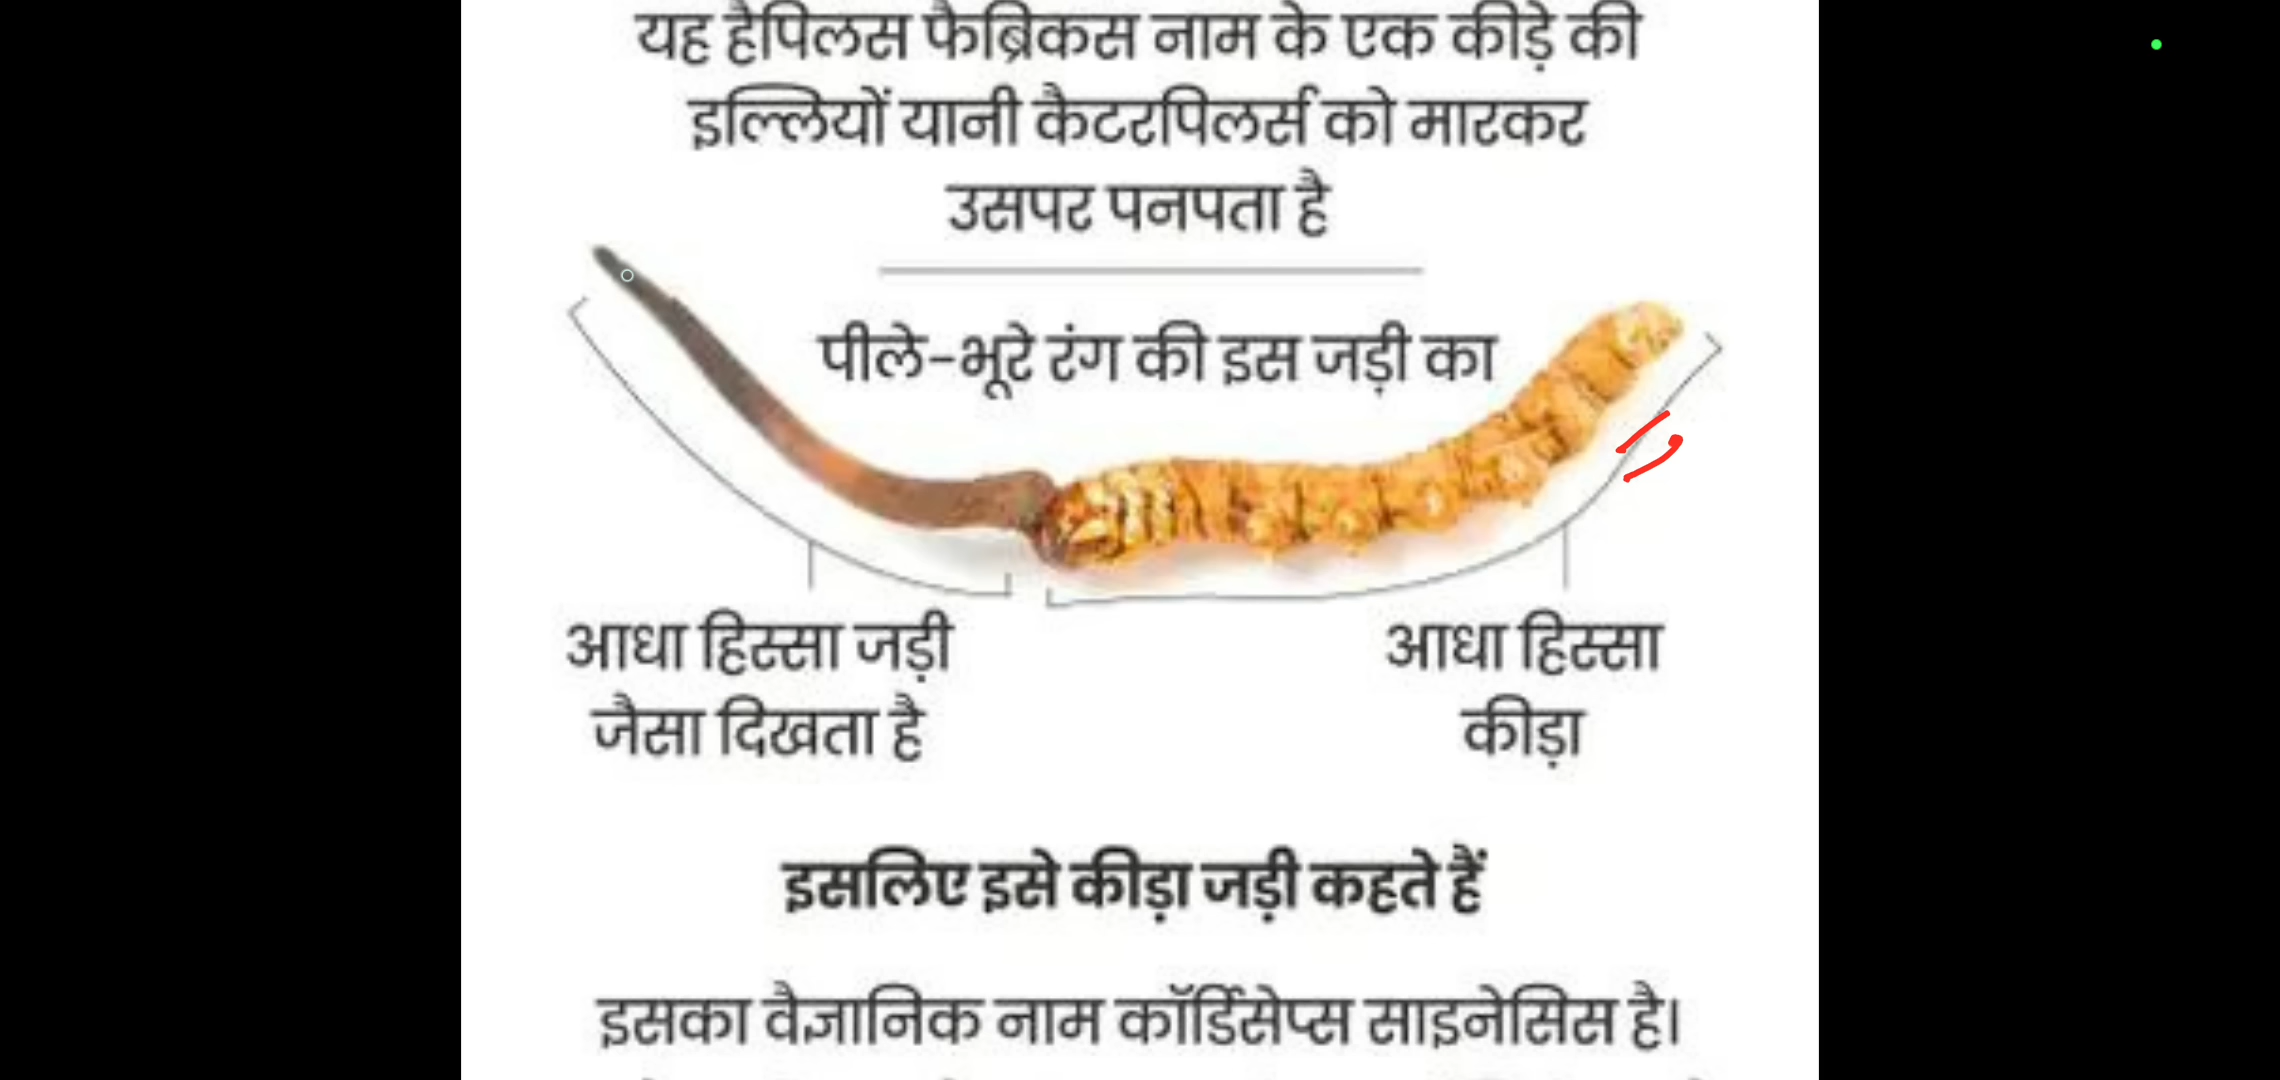 यह हैपिलस फैब्रिकस नाम के एक कीड़े की
इल्लियों यानी कैटरपिलर्स को मारकर
उसपर पनपता है
पीले-भूरे रंग की इस जड़ी का
आधा हिस्सा जड़ी
जैसा दिखता है
आधा हिस्सा
कीड़ा
इसलिए इसे कीड़ा जड़ी कहते हैं
इसका वैज्ञानिक नाम कॉर्डिसेप्स साइनेसिस है।